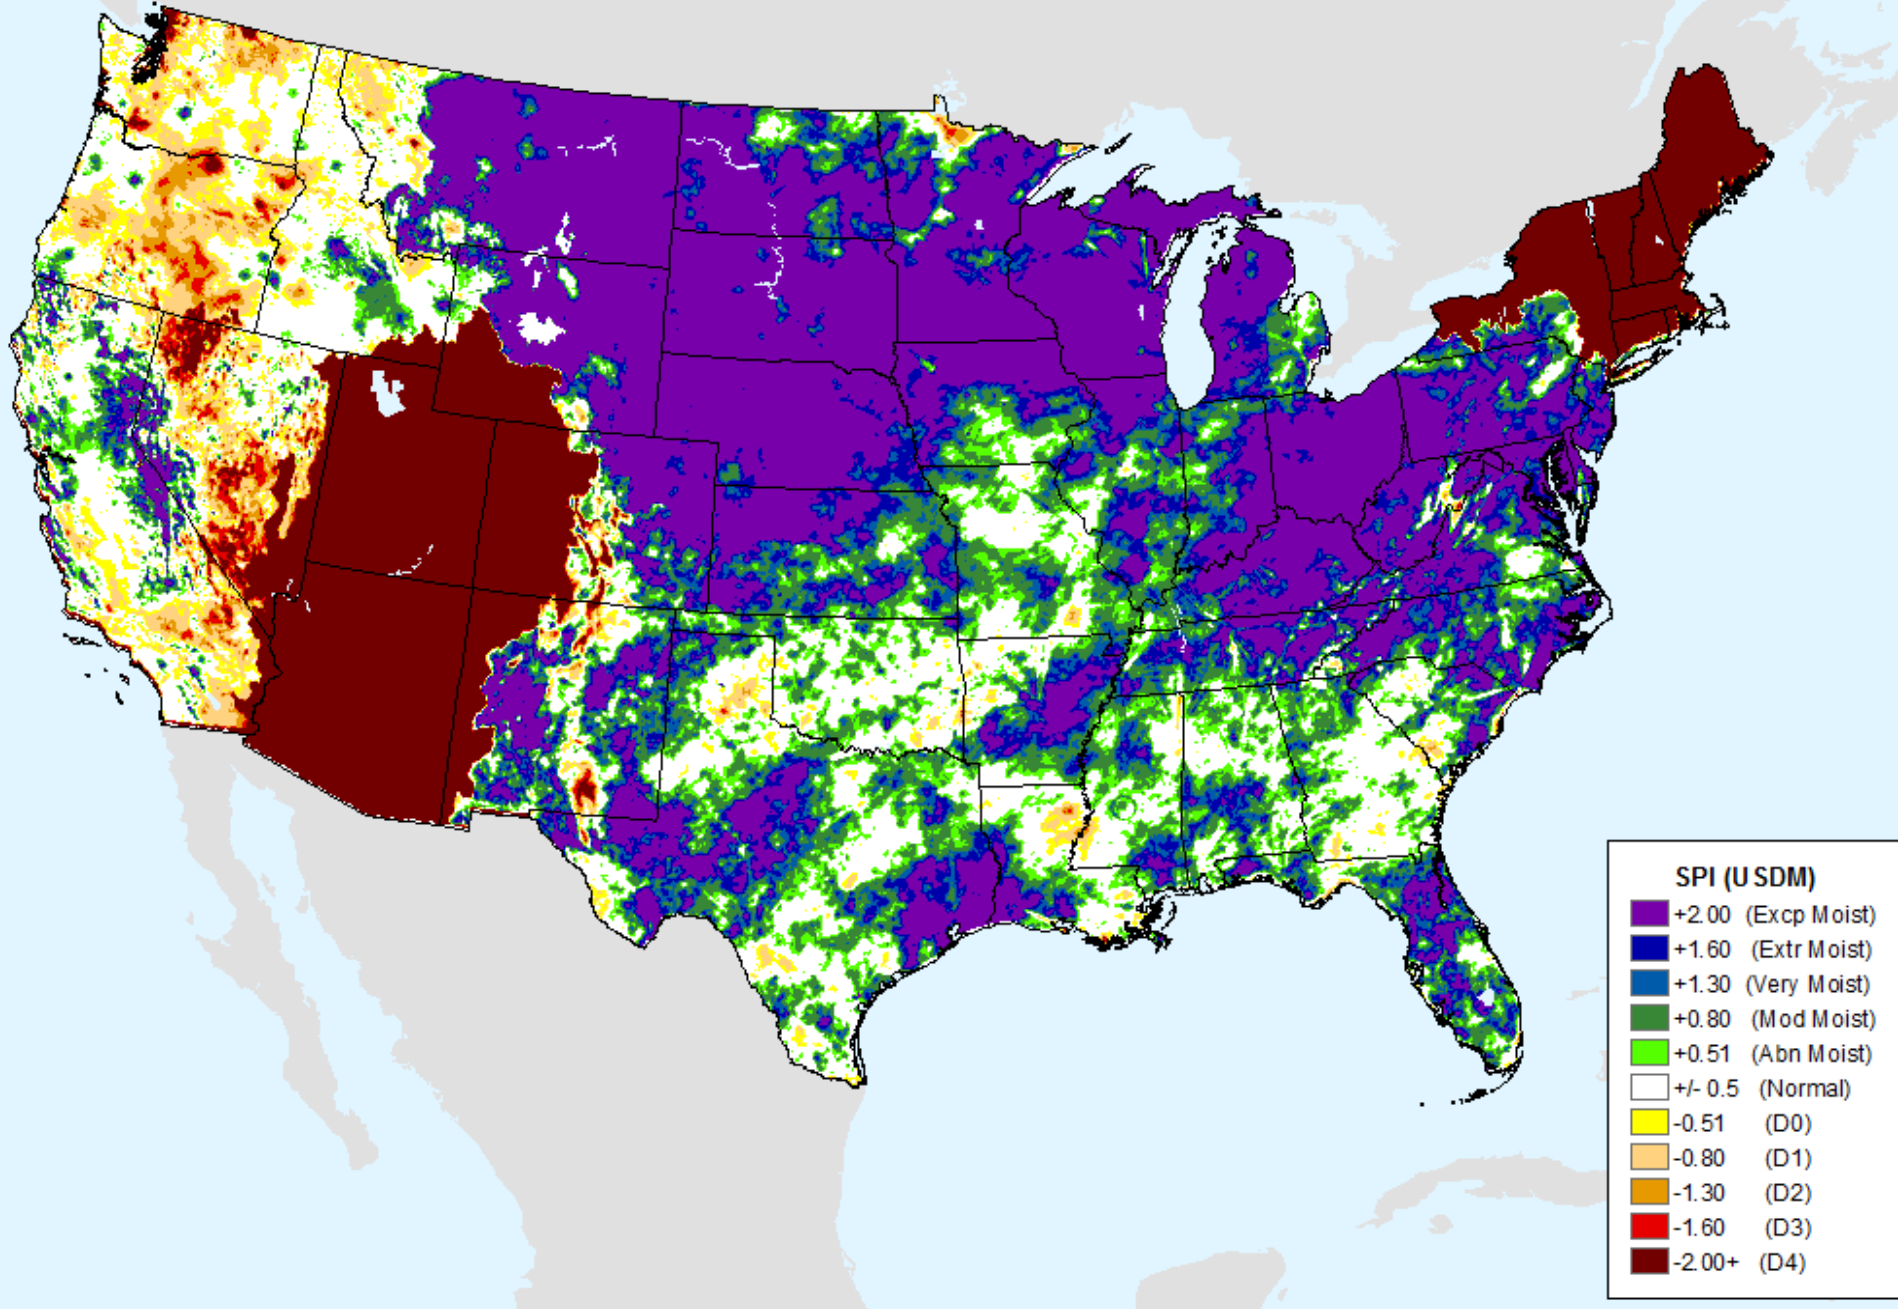 SPI (USDM)
+2.00 (Excp Moist)
+1.60 (Extr Moist)
+1.30 (Very Moist)
+0.80 (Mod Moist)
+0.51 (Abn Moist)
+/- 0.5 (Normal)
-0.51 (D0)
-0.80 (D1)
-1.30 (D2)
-1.60 (D3)
-2.00+ (D4)